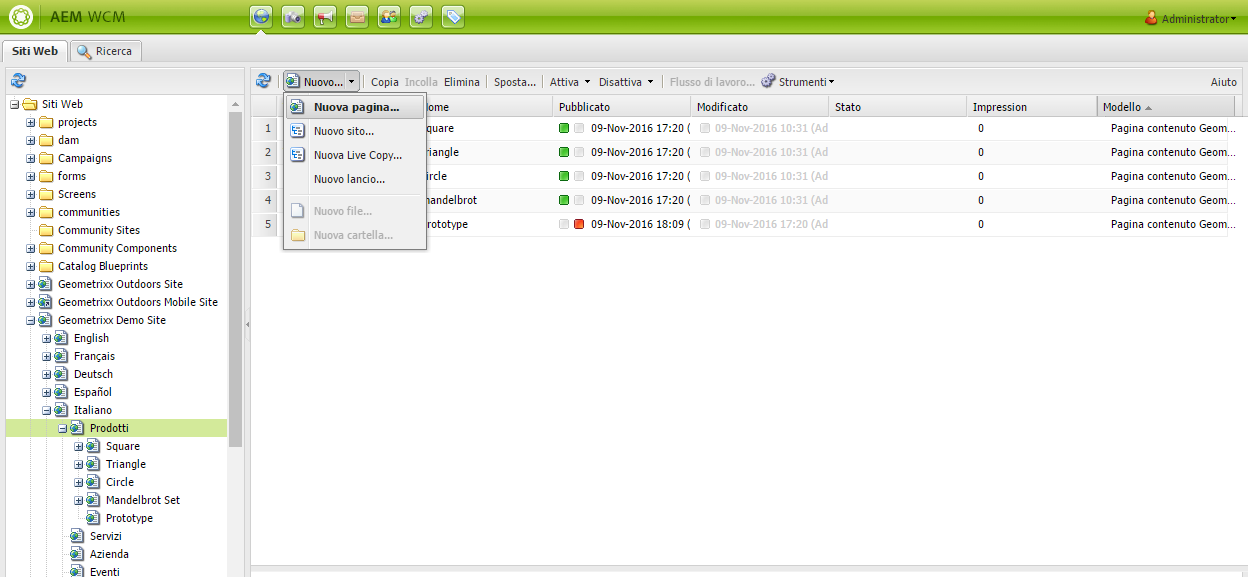 AEM WCM Administrator
Siti Web Ricerca
Nuovo... Copia Incolla Elimina Sposta... Attiva Disattiva Flusso di lavoro... Strumenti Aiuto
Siti Web
projects
dam
Campaigns
forms
Screens
communities
Community Sites
Community Components
Catalog Blueprints
Geometrixx Outdoors Site
Geometrixx Outdoors Mobile Site
Geometrixx Demo Site
English
Français
Deutsch
Español
Italiano
Prodotti
Square
Triangle
Circle
Mandelbrot Set
Prototype
Servizi
Azienda
Eventi
Nuova pagina...
Nuovo sito...
Nuova Live Copy...
Nuovo lancio...
Nuovo file...
Nuova cartella...
ome Pubblicato Modificato Stato Impression Modello
1 quare 09-Nov-2016 17:20 ( 09-Nov-2016 10:31 (Ad 0 Pagina contenuto Geom...
2 riangle 09-Nov-2016 17:20 ( 09-Nov-2016 10:31 (Ad 0 Pagina contenuto Geom...
3 ircle 09-Nov-2016 17:20 ( 09-Nov-2016 10:31 (Ad 0 Pagina contenuto Geom...
4 mandelbrot 09-Nov-2016 17:20 ( 09-Nov-2016 10:31 (Ad 0 Pagina contenuto Geom...
5 rototype 09-Nov-2016 18:09 ( 09-Nov-2016 17:20 (Ad 0 Pagina contenuto Geom...